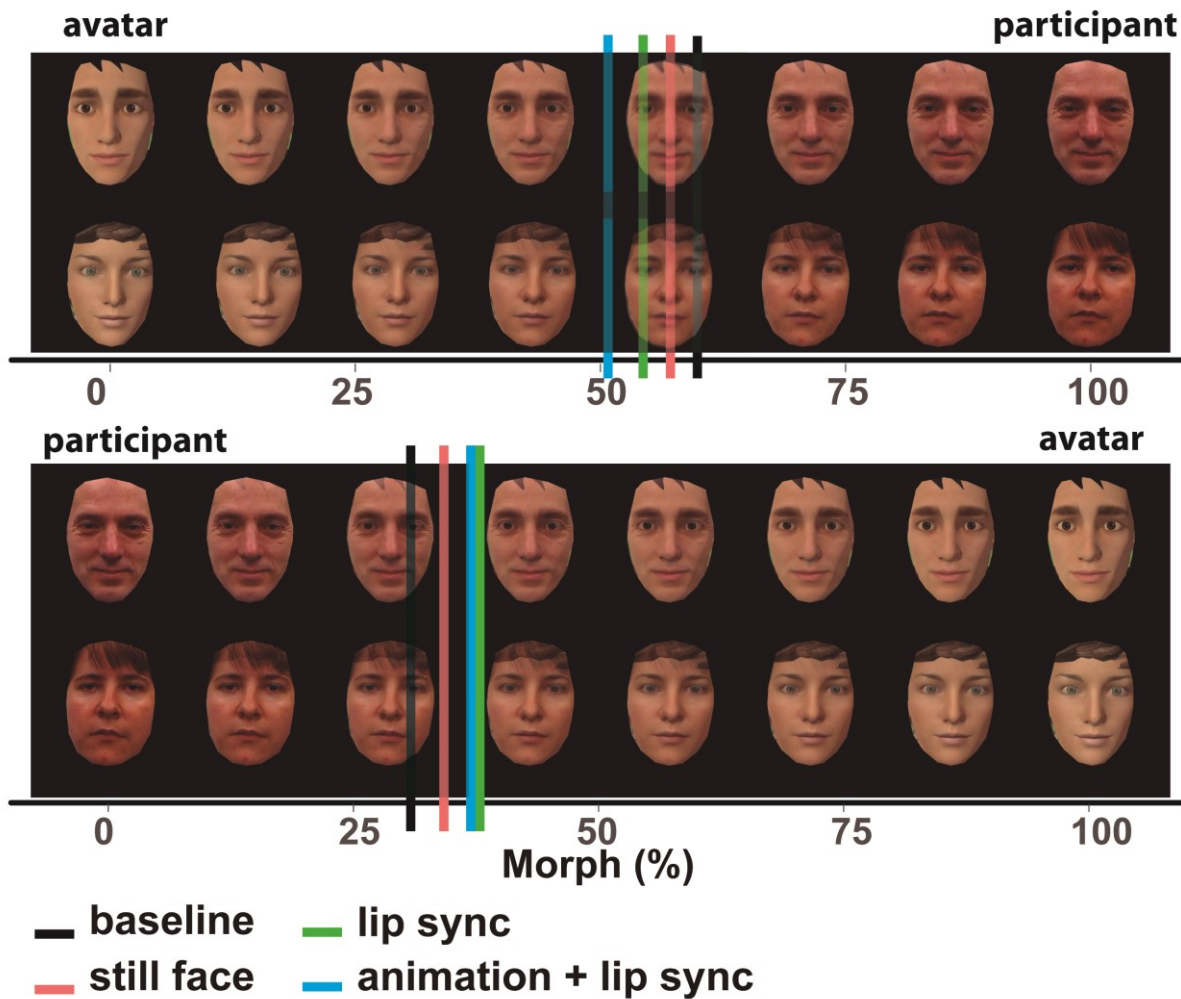 avatar participant
0 25 50 75 100
participant avatar
0 25 50 75 100
Morph (%)
baseline lip sync
still face animation + lip sync